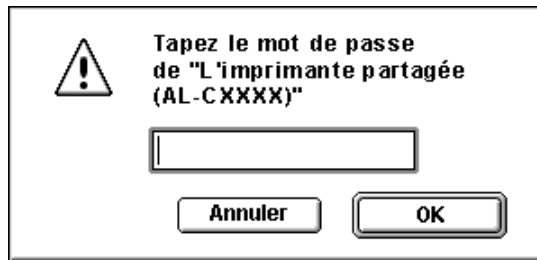 Tapez le mot de passe
de "L'imprimante partagée
(AL-CXXXX)"
Annuler
OK